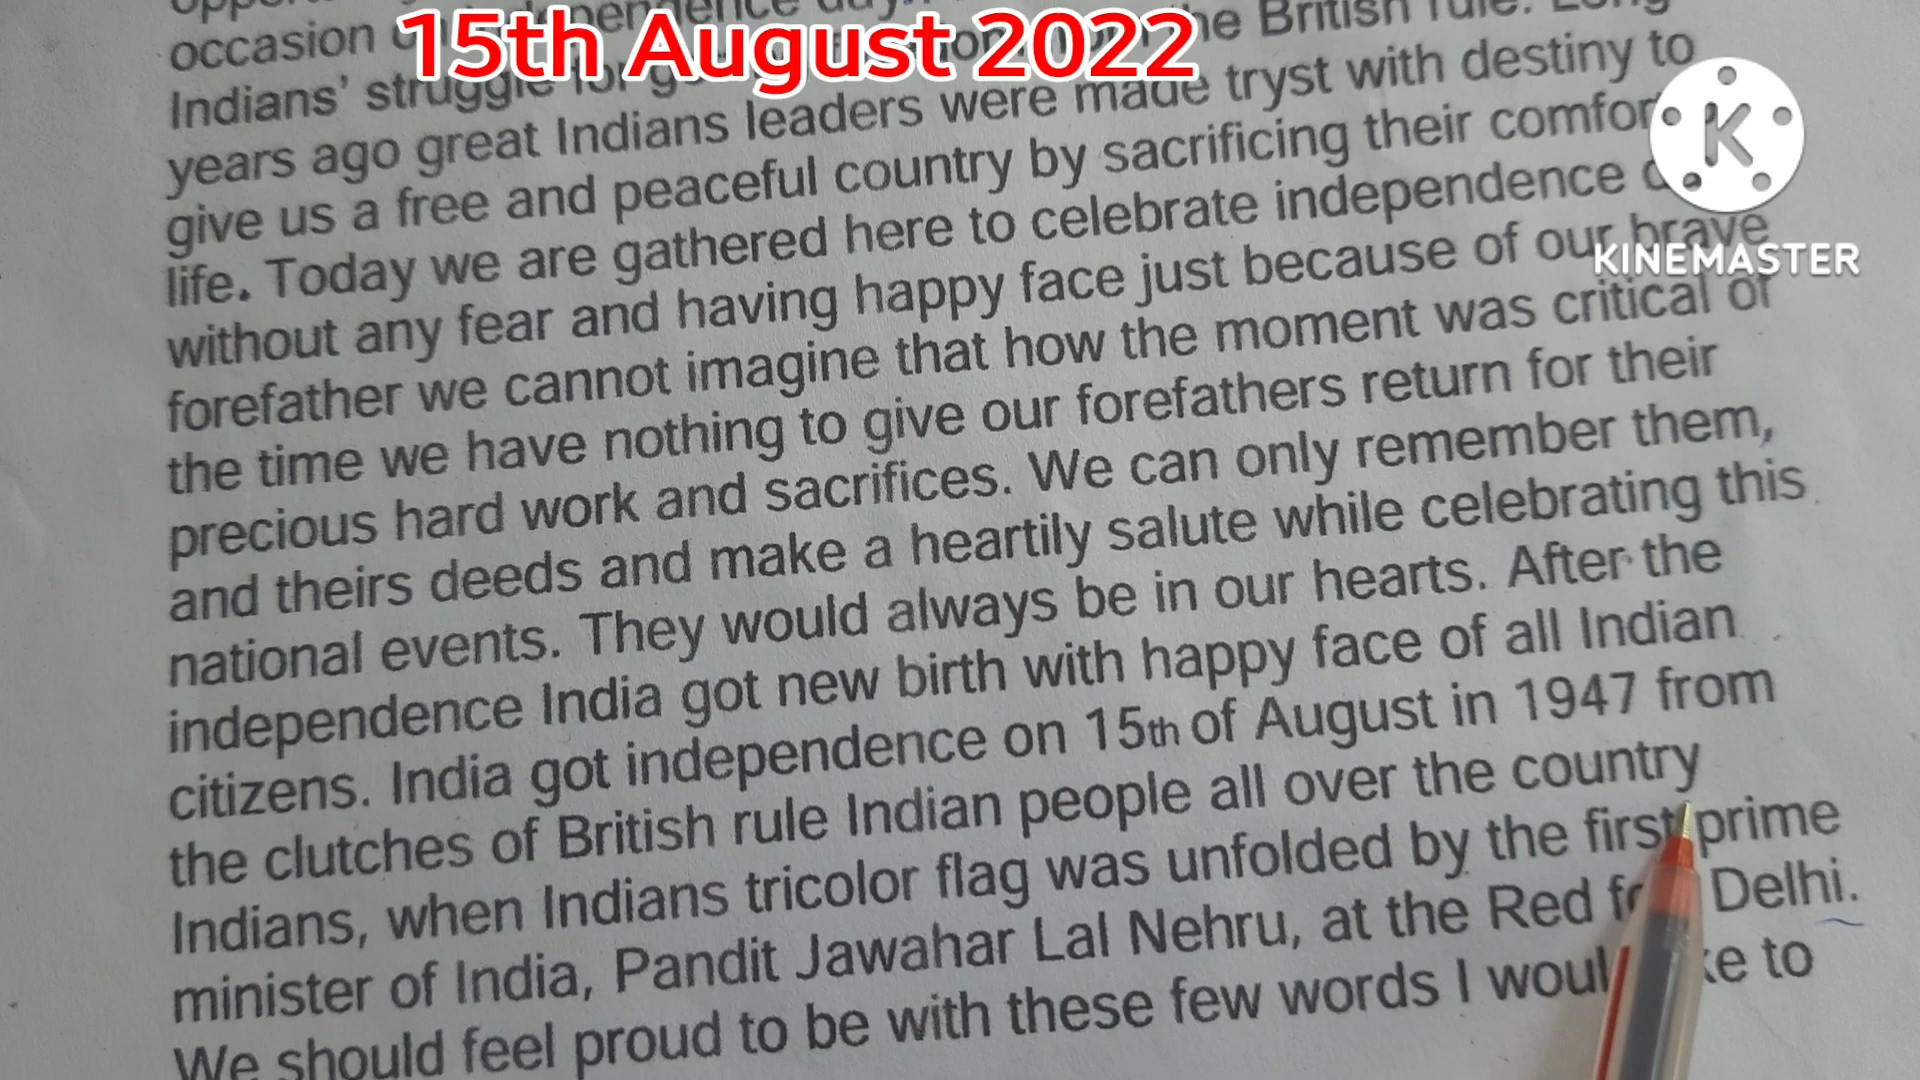 15th August 2022
occasion
Indians' struggle for British rule. Long
years ago great Indians leaders were made tryst with destiny to
give us a free and peaceful country by sacrificing their
life. Today we are gathered here to celebrate independence
without any fear and having happy face just because of our brave
forefather we cannot imagine that how the moment was critical of
the time we have nothing to give our forefathers return for their
precious hard work and sacrifices. We can only remember them,
and theirs deeds and make a heartily salute while celebrating this
national events. They would always be in our hearts. After the
independence India got new birth with happy face of all Indian
citizens. India got independence on 15th of August in 1947 from
the clutches of British rule Indian people all over the country
Indians, when Indians tricolor flag was unfolded by the first prime
minister of India, Pandit Jawahar Lal Nehru, at the Red Delhi.
We should feel proud to be with these few words I to
K
KINEMASTER